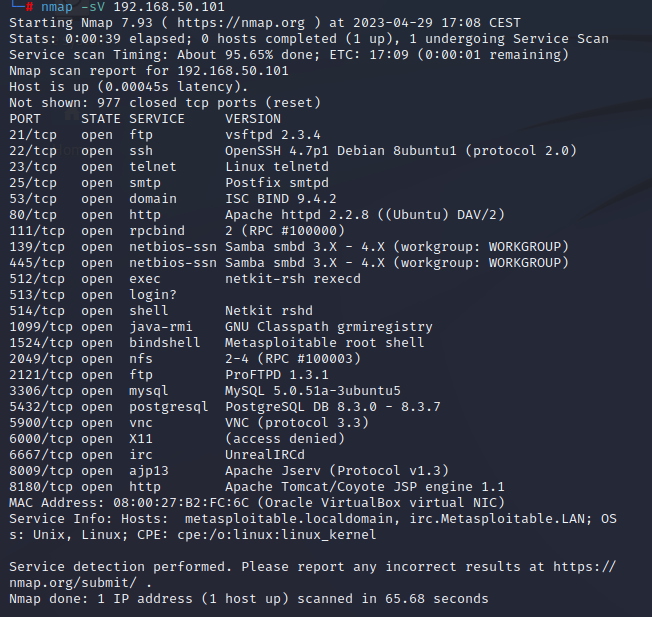 └─# nmap -sV 192.168.50.101
Starting Nmap 7.93 ( https://nmap.org ) at 2023-04-29 17:08 CEST
Stats: 0:00:39 elapsed; 0 hosts completed (1 up), 1 undergoing Service Scan
Service scan Timing: About 95.65% done; ETC: 17:09 (0:00:01 remaining)
Nmap scan report for 192.168.50.101
Host is up (0.00045s latency).
Not shown: 977 closed tcp ports (reset)
PORT     STATE SERVICE     VERSION
21/tcp   open  ftp         vsftpd 2.3.4
22/tcp   open  ssh         OpenSSH 4.7p1 Debian 8ubuntu1 (protocol 2.0)
23/tcp   open  telnet      Linux telnetd
25/tcp   open  smtp        Postfix smtpd
53/tcp   open  domain      ISC BIND 9.4.2
80/tcp   open  http        Apache httpd 2.2.8 ((Ubuntu) DAV/2)
111/tcp  open  rpcbind     2 (RPC #100000)
139/tcp  open  netbios-ssn Samba smbd 3.X - 4.X (workgroup: WORKGROUP)
445/tcp  open  netbios-ssn Samba smbd 3.X - 4.X (workgroup: WORKGROUP)
512/tcp  open  exec        netkit-rsh rexecd
513/tcp  open  login?
514/tcp  open  shell       Netkit rshd
1099/tcp open  java-rmi    GNU Classpath grmiregistry
1524/tcp open  bindshell   Metasploitable root shell
2049/tcp open  nfs         2-4 (RPC #100003)
2121/tcp open  ftp         ProFTPD 1.3.1
3306/tcp open  mysql       MySQL 5.0.51a-3ubuntu5
5432/tcp open  postgresql  PostgreSQL DB 8.3.0 - 8.3.7
5900/tcp open  vnc         VNC (protocol 3.3)
6000/tcp open  X11         (access denied)
6667/tcp open  irc         UnrealIRCd
8009/tcp open  ajp13       Apache Jserv (Protocol v1.3)
8180/tcp open  http        Apache Tomcat/Coyote JSP engine 1.1
MAC Address: 08:00:27:B2:FC:6C (Oracle VirtualBox virtual NIC)
Service Info: Hosts:  metasploitable.localdomain, irc.Metasploitable.LAN; OS
s: Unix, Linux; CPE: cpe:/o:linux:linux_kernel

Service detection performed. Please report any incorrect results at https://
nmap.org/submit/ .
Nmap done: 1 IP address (1 host up) scanned in 65.68 seconds